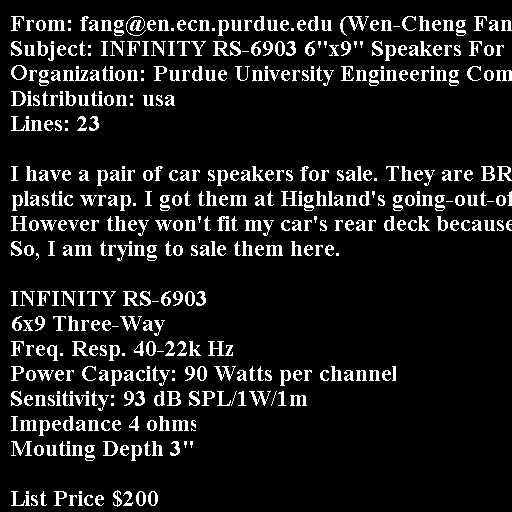 From: fang@en.ecn.purdue.edu (Wen-Cheng Fan
Subject: INFINITY RS-6903 6"x9" Speakers For
Organization: Purdue University Engineering Com
Distribution: usa
Lines: 23

I have a pair of car speakers for sale. They are BR
plastic wrap. I got them at Highland's going-out-of
However they won't fit my car's rear deck because
So, I am trying to sale them here.

INFINITY RS-6903
6x9 Three-Way
Freq. Resp. 40-22k Hz
Power Capacity: 90 Watts per channel
Sensitivity: 93 dB SPL/1W/1m
Impedance 4 ohms
Mouting Depth 3"

List Price $200